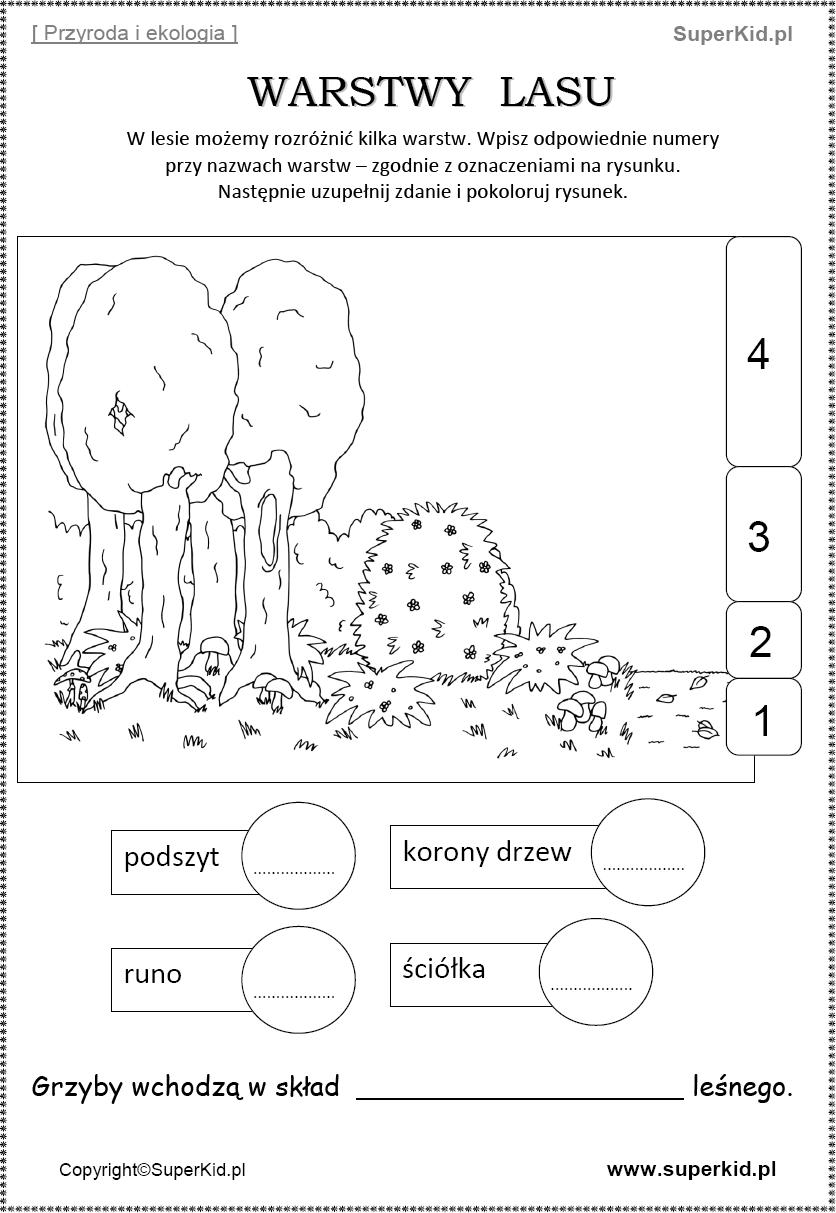 [ Przyroda i ekologia ]
SuperKid.pl
WARSTWY LASU
W lesie możemy rozróżnić kilka warstw. Wpisz odpowiednie numery
przy nazwach warstw – zgodnie z oznaczeniami na rysunku.
Następnie uzupełnij zdanie i pokoloruj rysunek.
4
3
2
1
podszyt ..................
korony drzew ..................
runo ..................
ściółka ..................
Grzyby wchodzą w skład ________________________ leśnego.
Copyright©SuperKid.pl
www.superkid.pl